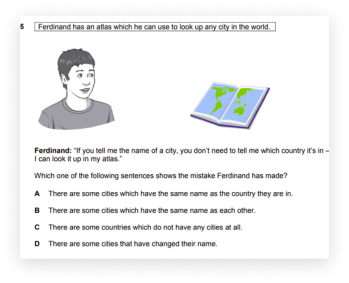 5 Ferdinand has an atlas which he can use to look up any city in the world.
Ferdinand: "If you tell me the name of a city, you don't need to tell me which country it's in –
I can look it up in my atlas."
Which one of the following sentences shows the mistake Ferdinand has made?
A There are some cities which have the same name as the country they are in.
B There are some cities which have the same name as each other.
C There are some countries which do not have any cities at all.
D There are some cities that have changed their name.